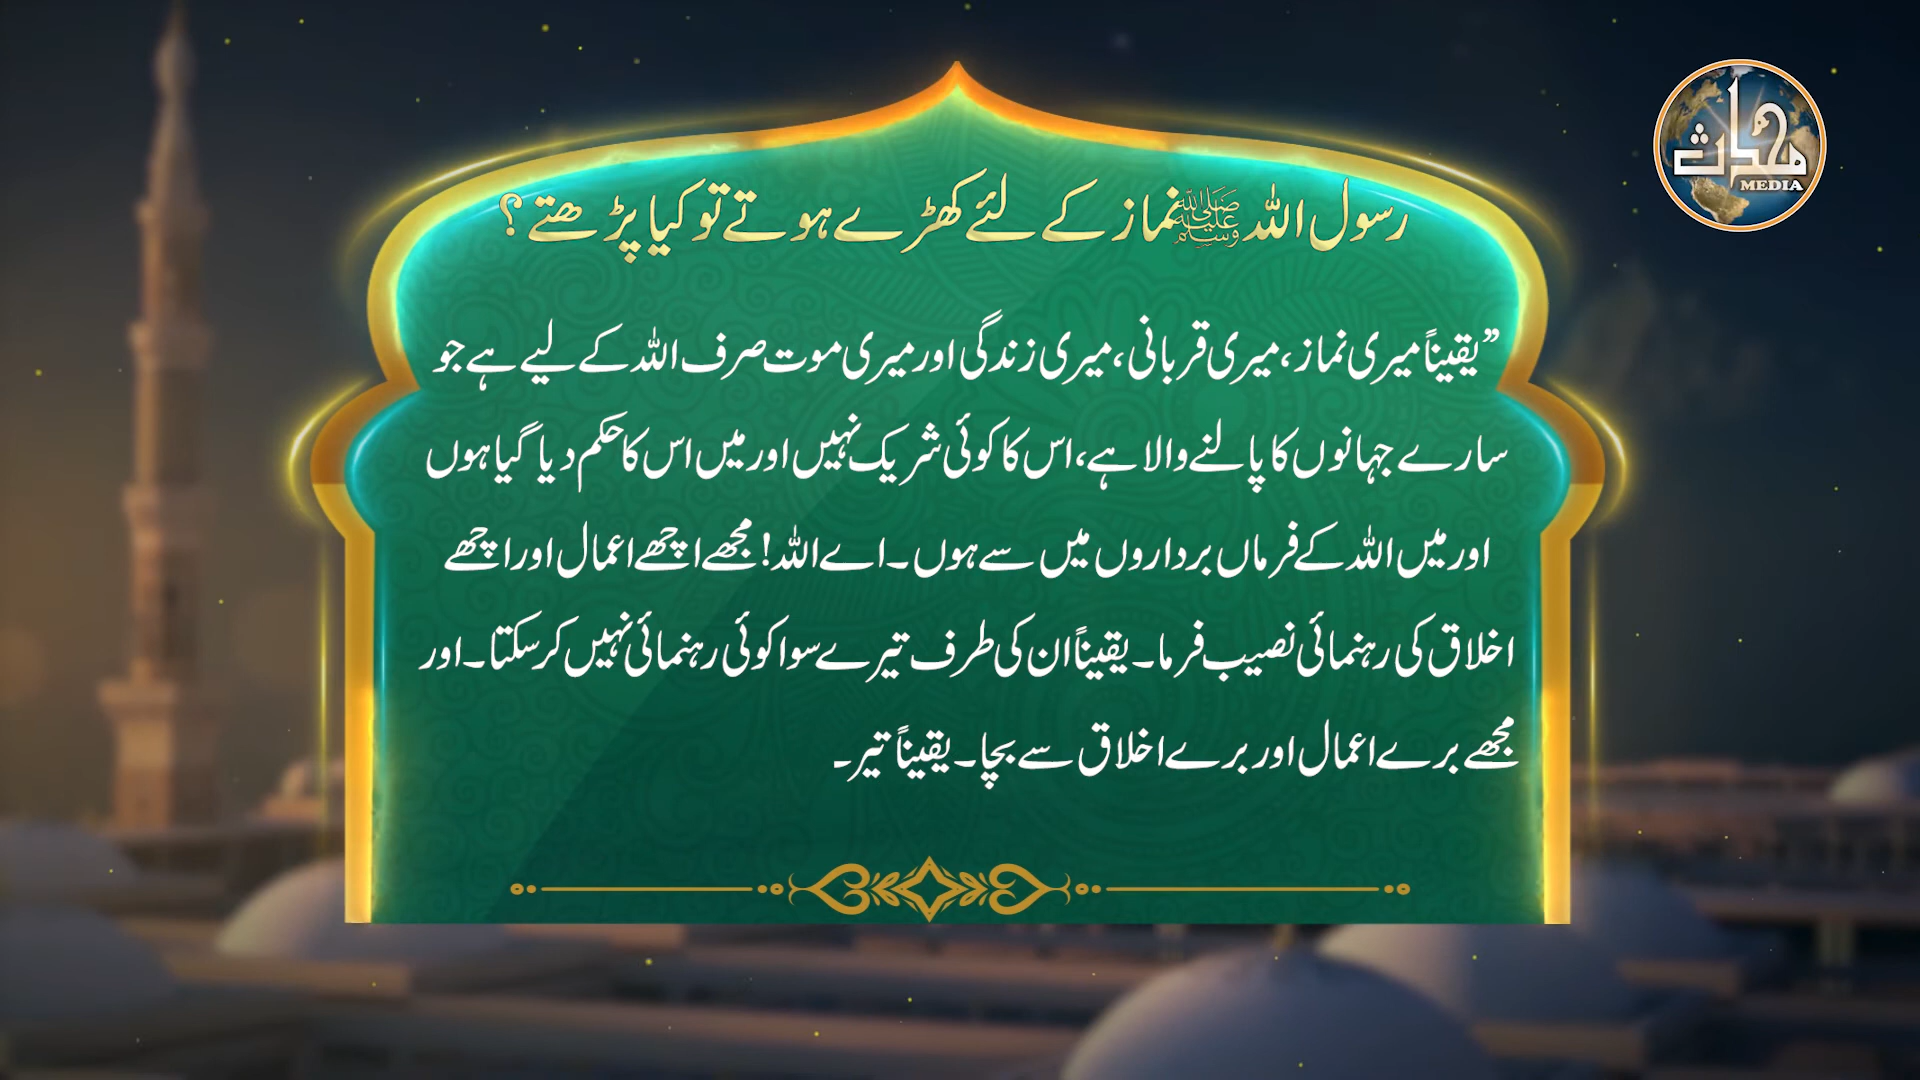 محدث
MEDIA
رسول اللہ ﷺ نماز کے لئے کھڑے ہوتے تو کیا پڑھتے؟
”یقیناً میری نماز، میری قربانی، میری زندگی اور میری موت صرف اللہ کے لیے ہے جو
سارے جہانوں کا پالنے والا ہے، اس کا کوئی شریک نہیں اور میں اس کا حکم دیا گیا ہوں
اور میں اللہ کے فرماں برداروں میں سے ہوں۔ اے اللہ! مجھے اچھے اعمال اور اچھے
اخلاق کی رہنمائی نصیب فرما۔ یقیناً ان کی طرف تیرے سوا کوئی رہنمائی نہیں کر سکتا۔ اور
مجھے برے اعمال اور برے اخلاق سے بچا۔ یقیناً تیر۔